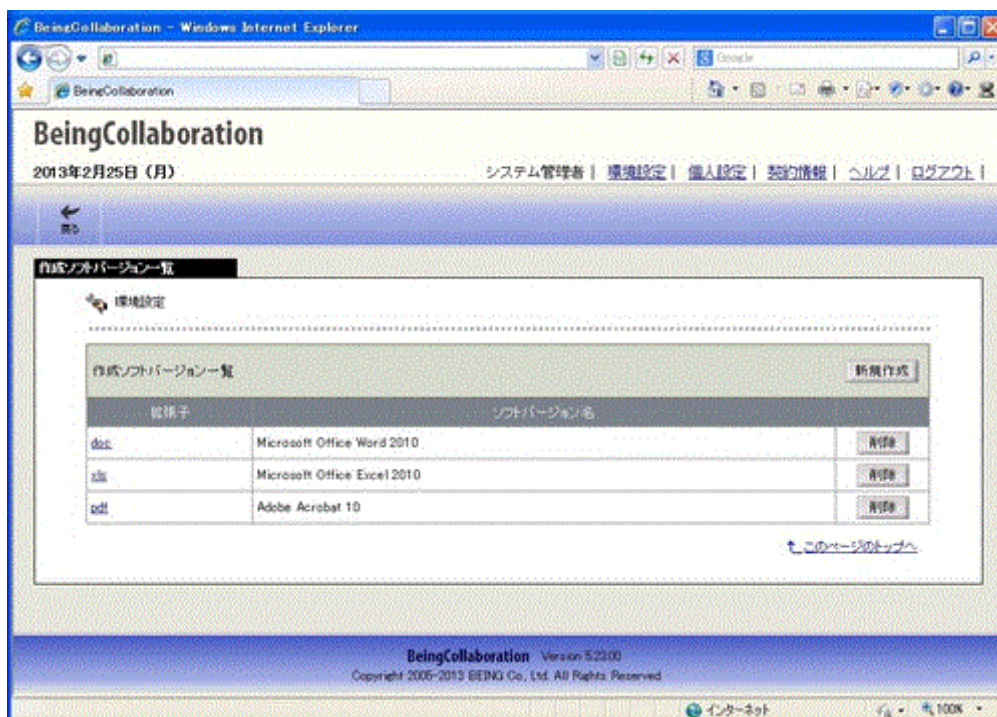 BeingCollaboration - Windows Internet Explorer
Google
BeingCollaboration
BeingCollaboration
2013年2月25日 (月)
システム管理者 | 環境設定 | 個人設定 | 契約情報 | ヘルプ | ログアウト |
戻る
作成ソフトバージョン一覧
環境設定
作成ソフトバージョン一覧 新規作成
拡張子 ソフトバージョン名
doc Microsoft Office Word 2010 削除
xls Microsoft Office Excel 2010 削除
pdf Adobe Acrobat 10 削除
このページのトップへ
BeingCollaboration Version 5.23.00
Copyright 2005-2013 BEING Co., Ltd. All Rights Reserved
インターネット 100%